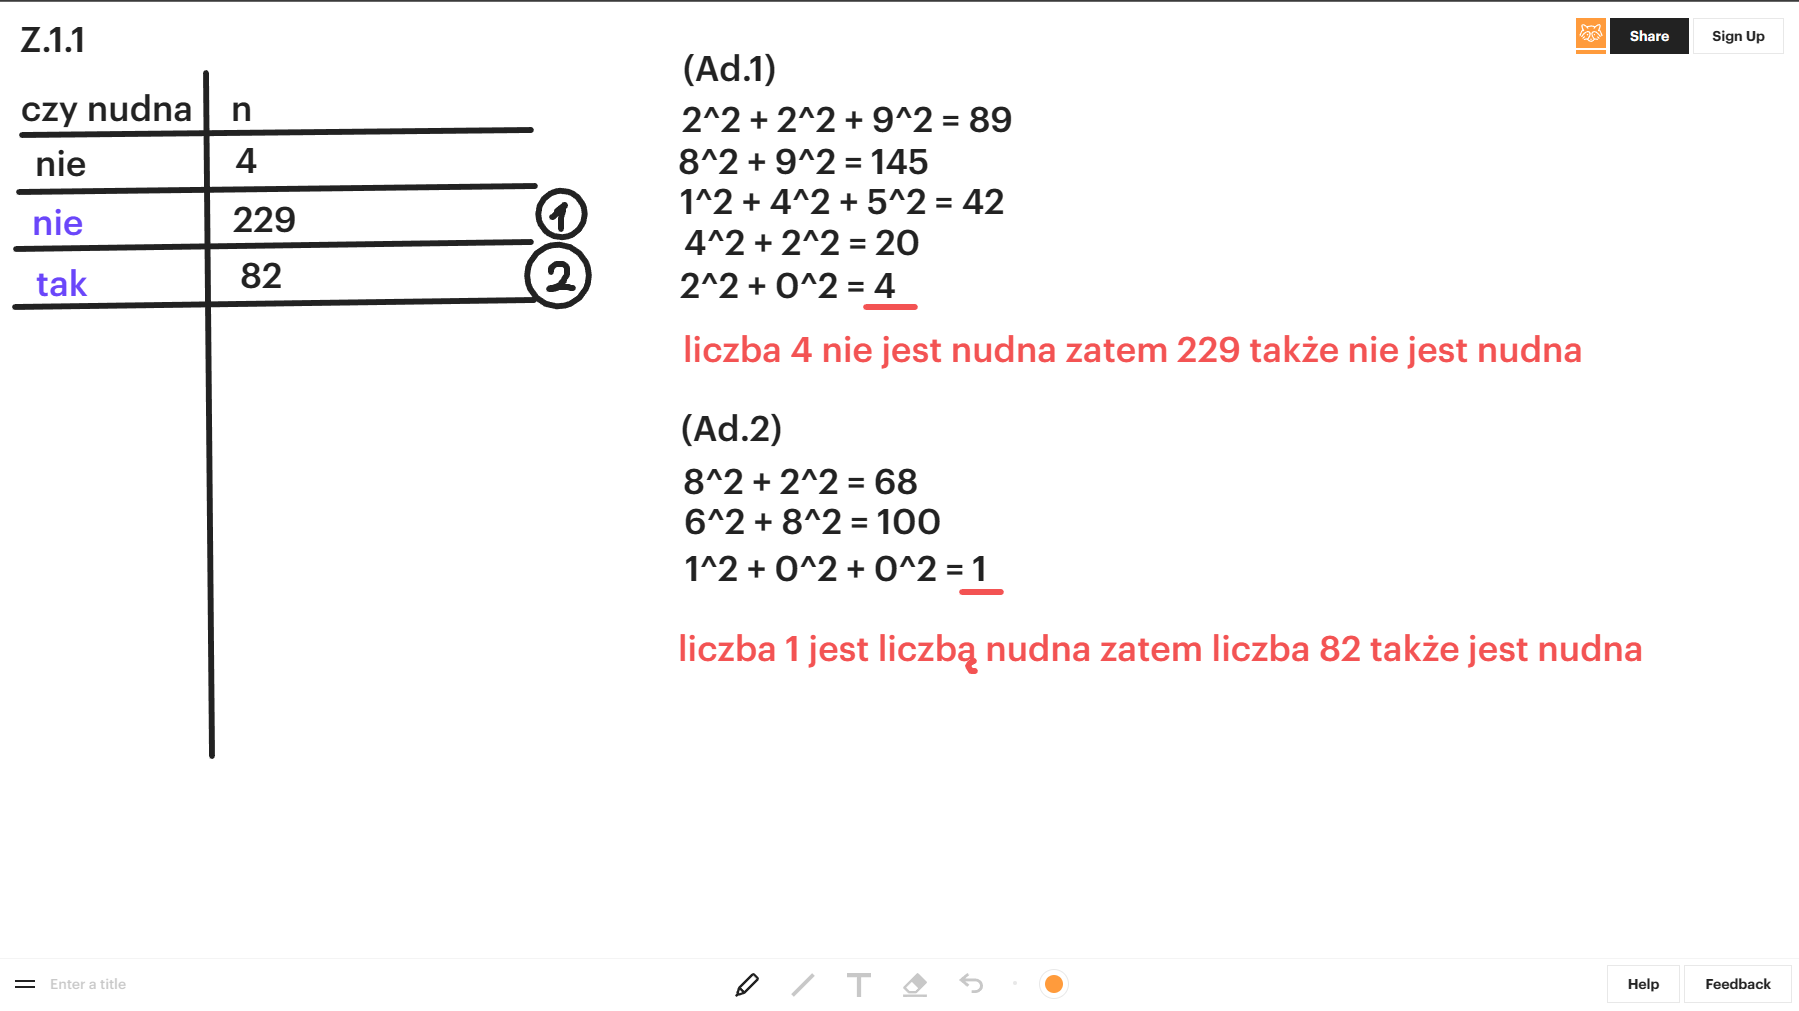 Z.1.1
Share
Sign Up
czy nudna n
nie 4
nie 229 1
tak 82 2
(Ad.1)
2^2 + 2^2 + 9^2 = 89
8^2 + 9^2 = 145
1^2 + 4^2 + 5^2 = 42
4^2 + 2^2 = 20
2^2 + 0^2 = 4
liczba 4 nie jest nudna zatem 229 także nie jest nudna
(Ad.2)
8^2 + 2^2 = 68
6^2 + 8^2 = 100
1^2 + 0^2 + 0^2 = 1
liczba 1 jest liczbą nudna zatem liczba 82 także jest nudna
Enter a title
T
Help
Feedback